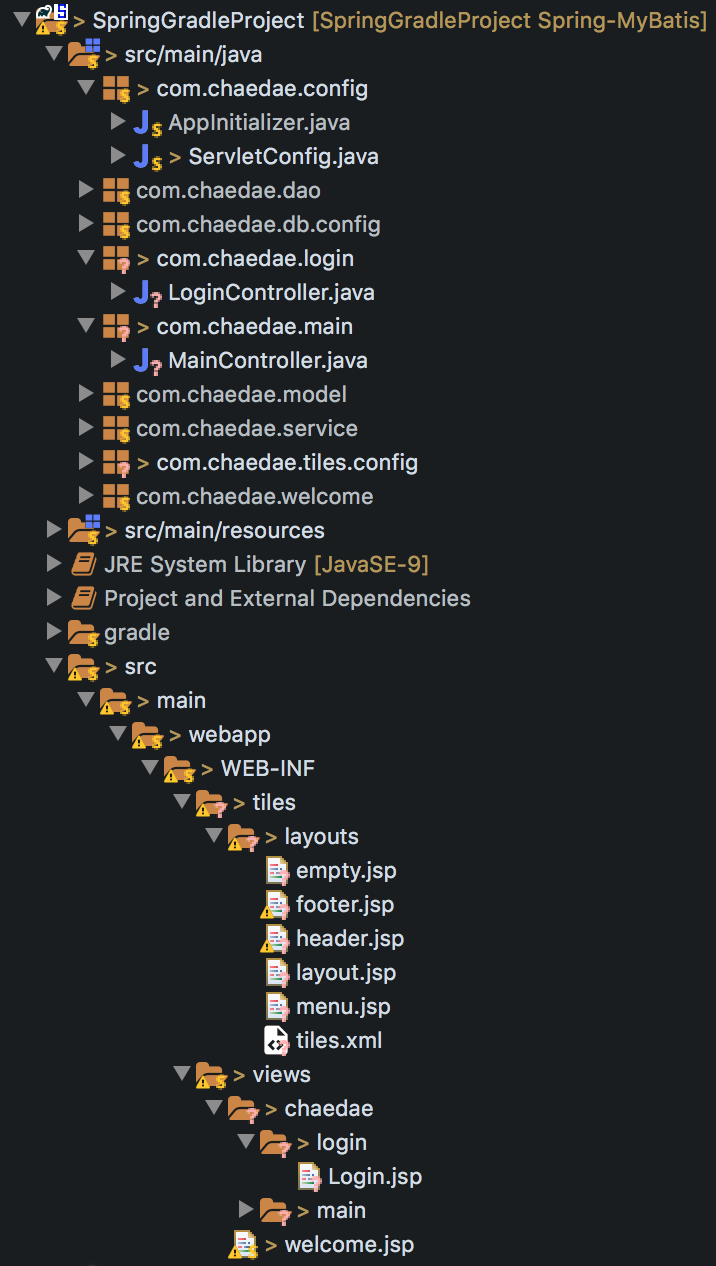 > SpringGradleProject [SpringGradleProject Spring-MyBatis]
> src/main/java
> com.chaedae.config
AppInitializer.java
> ServletConfig.java
com.chaedae.dao
com.chaedae.db.config
> com.chaedae.login
LoginController.java
> com.chaedae.main
MainController.java
com.chaedae.model
com.chaedae.service
> com.chaedae.tiles.config
com.chaedae.welcome
> src/main/resources
JRE System Library [JavaSE-9]
Project and External Dependencies
gradle
> src
> main
> webapp
> WEB-INF
> tiles
> layouts
empty.jsp
footer.jsp
header.jsp
layout.jsp
menu.jsp
tiles.xml
> views
> chaedae
> login
Login.jsp
> main
> welcome.jsp